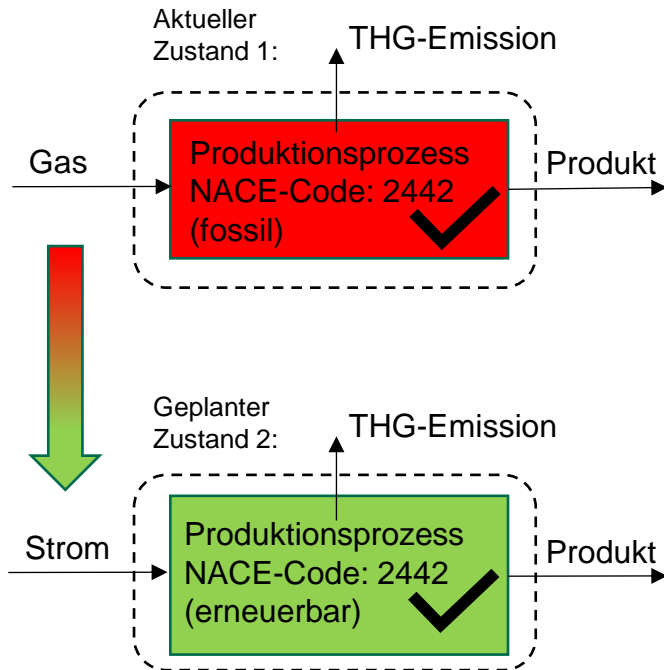 Aktueller
Zustand 1:
THG-Emission
Gas
Produktionsprozess
NACE-Code: 2442
(fossil)
Produkt
Geplanter
Zustand 2:
THG-Emission
Strom
Produktionsprozess
NACE-Code: 2442
(erneuerbar)
Produkt